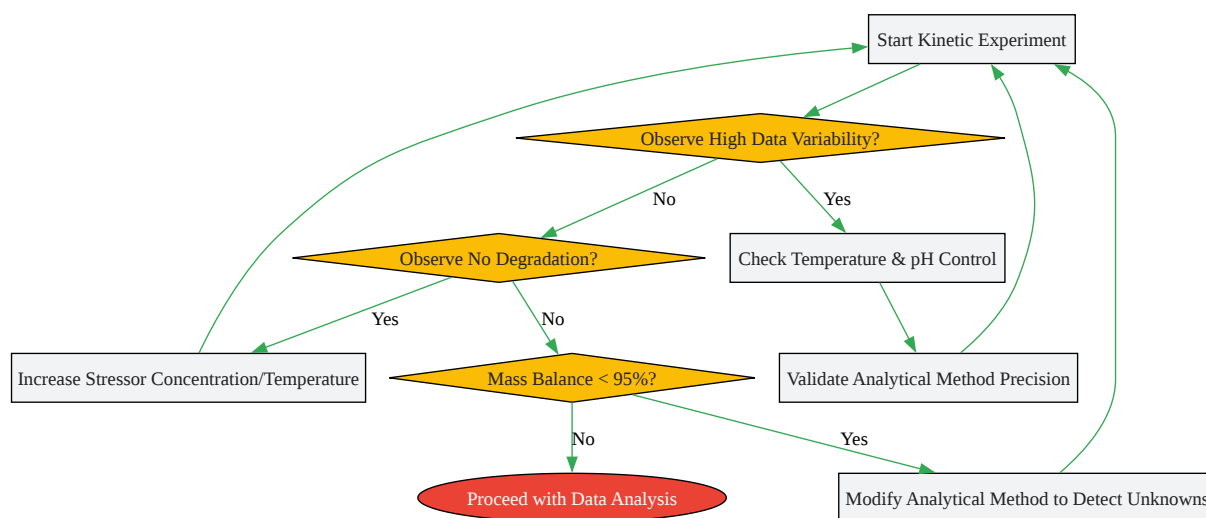 Start Kinetic Experiment
Observe High Data Variability?
No
Yes
Observe No Degradation?
Check Temperature & pH Control
Yes
No
Increase Stressor Concentration/Temperature
Mass Balance < 95%?
Validate Analytical Method Precision
No
Yes
Proceed with Data Analysis
Modify Analytical Method to Detect Unknowns